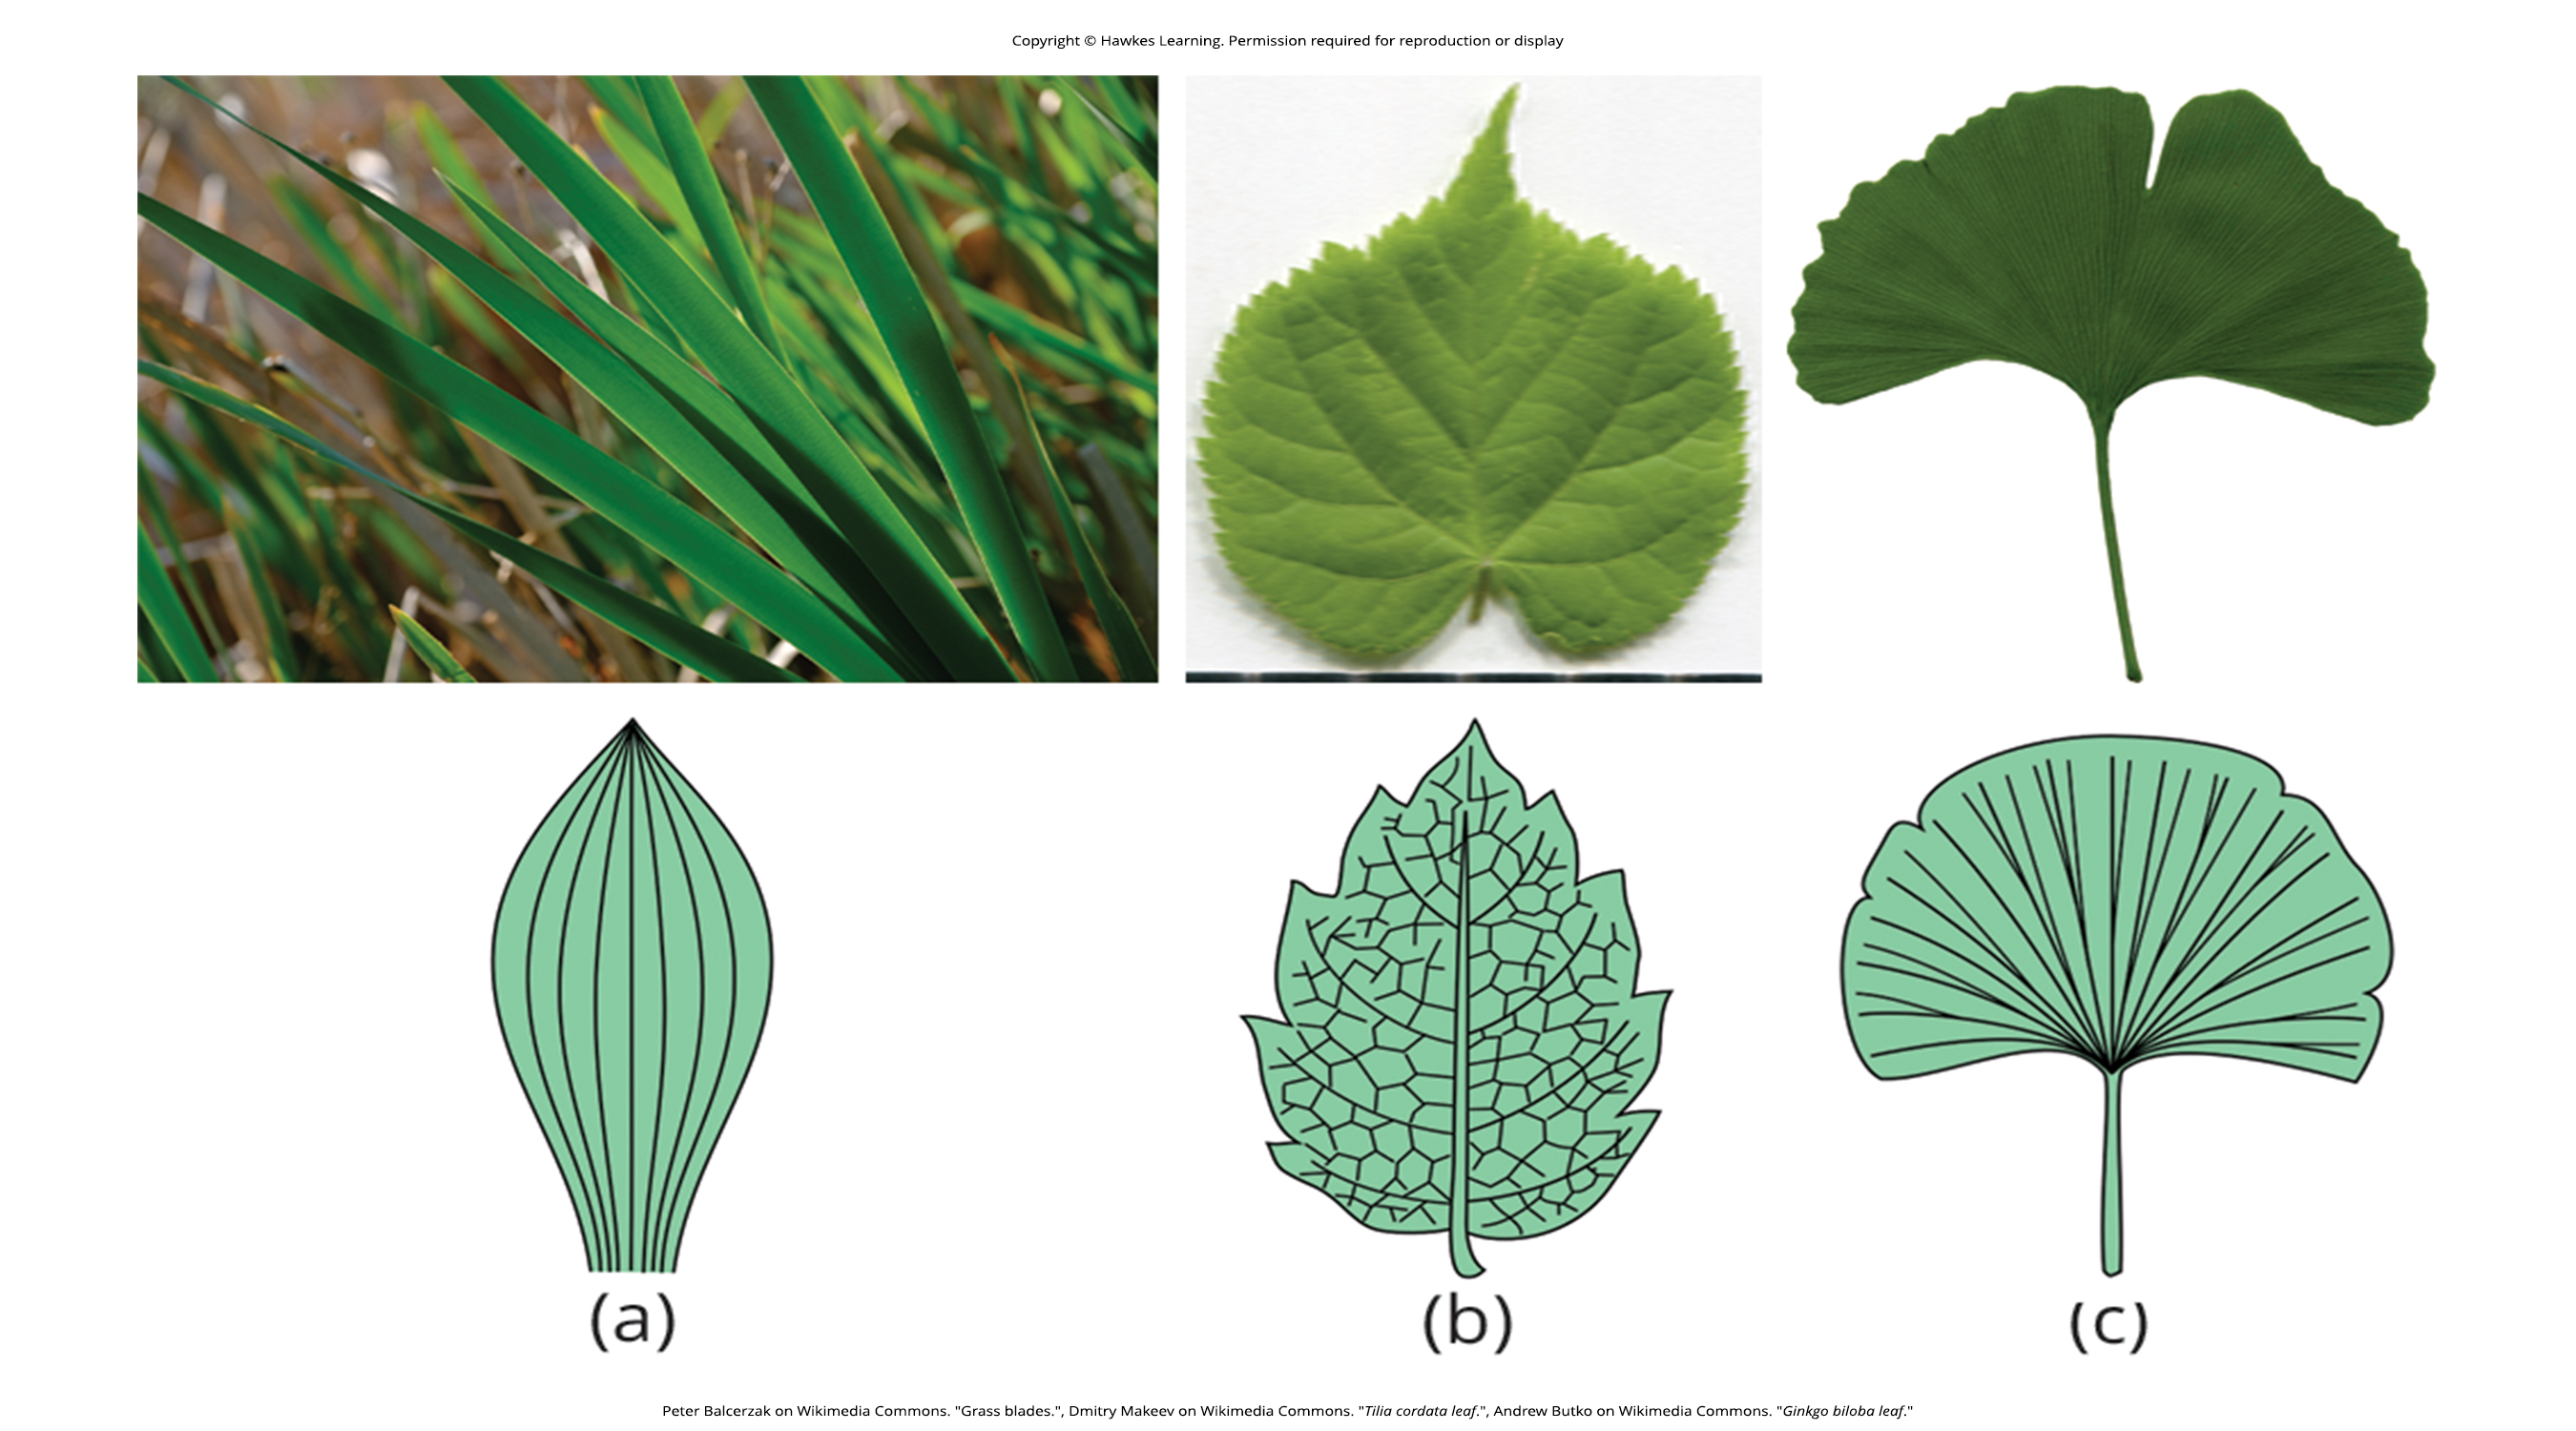 Copyright © Hawkes Learning. Permission required for reproduction or display
(a)
(b)
(c)
Peter Balcerzak on Wikimedia Commons. "Grass blades.", Dmitry Makeev on Wikimedia Commons. "Tilia cordata leaf.", Andrew Butko on Wikimedia Commons. "Ginkgo biloba leaf."